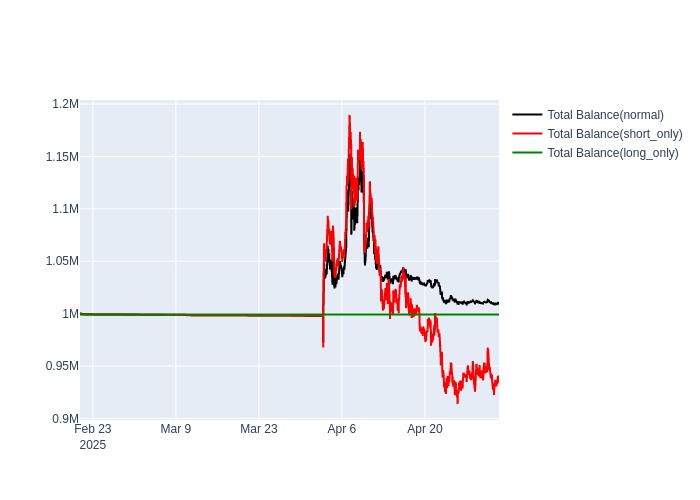 1.2M
1.15M
1.1M
1.05M
1M
0.95M
0.9M
Feb 23
2025
Mar 9
Mar 23
Apr 6
Apr 20
Total Balance(normal)
Total Balance(short_only)
Total Balance(long_only)